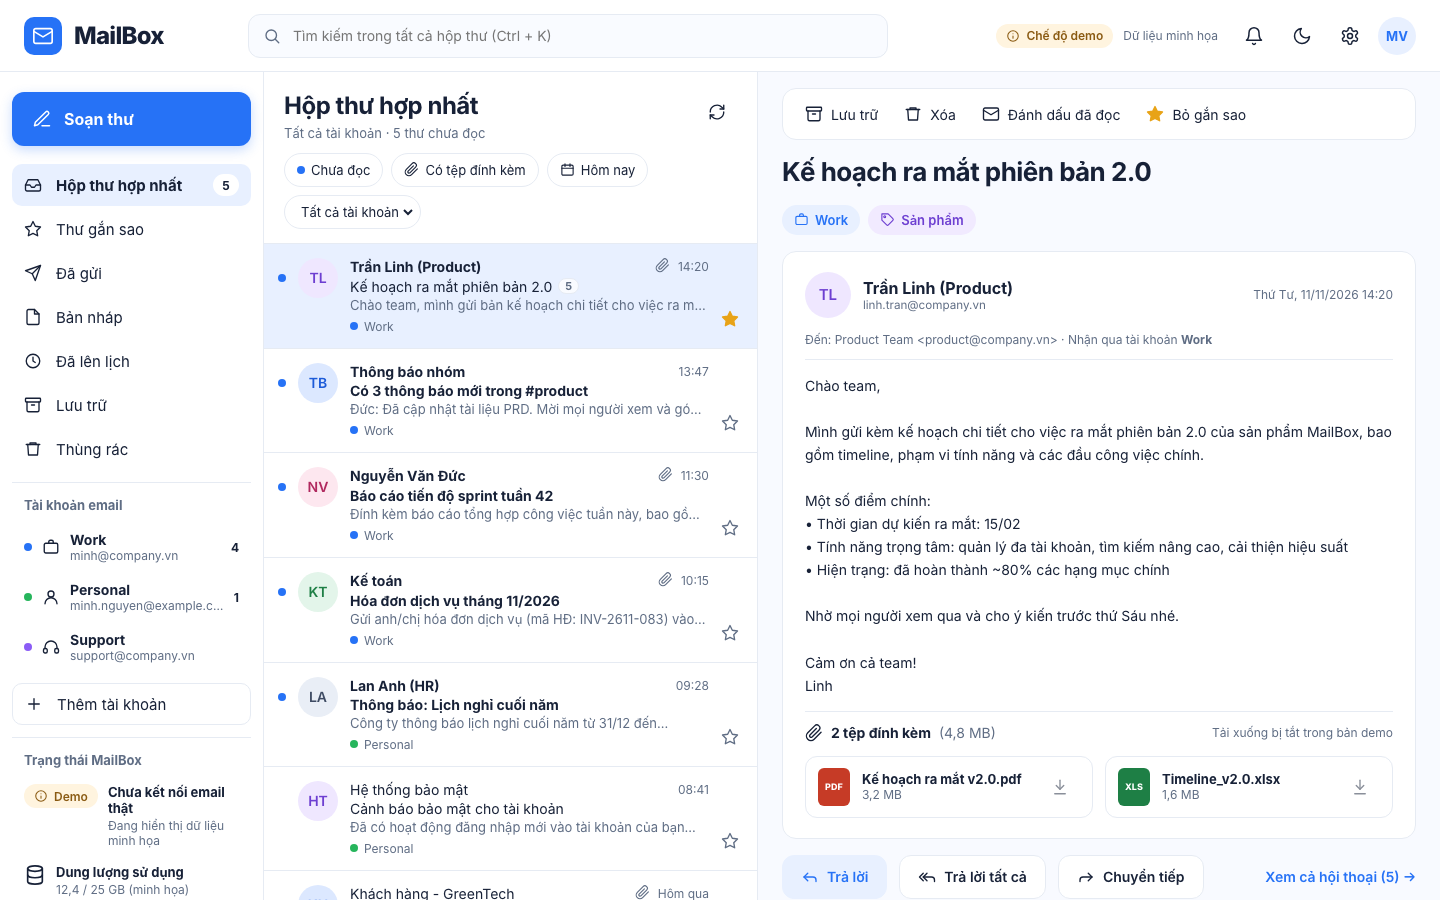 MailBox
Tìm kiếm trong tất cả hộp thư (Ctrl + K)
Chế độ demo
Dữ liệu minh họa
MV
Soạn thư
Hộp thư hợp nhất
5
Thư gắn sao
Đã gửi
Bản nháp
Đã lên lịch
Lưu trữ
Thùng rác
Tài khoản email
Work
minh@company.vn
4
Personal
minh.nguyen@example.c...
1
Support
support@company.vn
Thêm tài khoản
Trạng thái MailBox
Demo
Chưa kết nối email
thật
Đang hiển thị dữ liệu
minh họa
Dung lượng sử dụng
12,4 / 25 GB (minh họa)
Hộp thư hợp nhất
Tất cả tài khoản · 5 thư chưa đọc
Chưa đọc
Có tệp đính kèm
Hôm nay
Tất cả tài khoản
TL
Trần Linh (Product)
14:20
Kế hoạch ra mắt phiên bản 2.0 5
Chào team, mình gửi bản kế hoạch chi tiết cho việc ra m...
Work
TB
Thông báo nhóm
13:47
Có 3 thông báo mới trong #product
Đức: Đã cập nhật tài liệu PRD. Mời mọi người xem và gó...
Work
NV
Nguyễn Văn Đức
11:30
Báo cáo tiến độ sprint tuần 42
Đính kèm báo cáo tổng hợp công việc tuần này, bao gồ...
Work
KT
Kế toán
10:15
Hóa đơn dịch vụ tháng 11/2026
Gửi anh/chị hóa đơn dịch vụ (mã HĐ: INV-2611-083) vào...
Work
LA
Lan Anh (HR)
09:28
Thông báo: Lịch nghỉ cuối năm
Công ty thông báo lịch nghỉ cuối năm từ 31/12 đến...
Personal
HT
Hệ thống bảo mật
08:41
Cảnh báo bảo mật cho tài khoản
Đã có hoạt động đăng nhập mới vào tài khoản của bạn...
Personal
Khách hàng - GreenTech
Hôm qua
Lưu trữ
Xóa
Đánh dấu đã đọc
Bỏ gắn sao
Kế hoạch ra mắt phiên bản 2.0
Work
Sản phẩm
TL
Trần Linh (Product)
linh.tran@company.vn
Thứ Tư, 11/11/2026 14:20
Đến: Product Team <product@company.vn> · Nhận qua tài khoản Work
Chào team,
Mình gửi kèm kế hoạch chi tiết cho việc ra mắt phiên bản 2.0 của sản phẩm MailBox, bao
gồm timeline, phạm vi tính năng và các đầu công việc chính.
Một số điểm chính:
• Thời gian dự kiến ra mắt: 15/02
• Tính năng trọng tâm: quản lý đa tài khoản, tìm kiếm nâng cao, cải thiện hiệu suất
• Hiện trạng: đã hoàn thành ~80% các hạng mục chính
Nhờ mọi người xem qua và cho ý kiến trước thứ Sáu nhé.
Cảm ơn cả team!
Linh
2 tệp đính kèm (4,8 MB)
Tải xuống bị tắt trong bản demo
PDF
Kế hoạch ra mắt v2.0.pdf
3,2 MB
XLS
Timeline_v2.0.xlsx
1,6 MB
Trả lời
Trả lời tất cả
Chuyển tiếp
Xem cả hội thoại (5) →